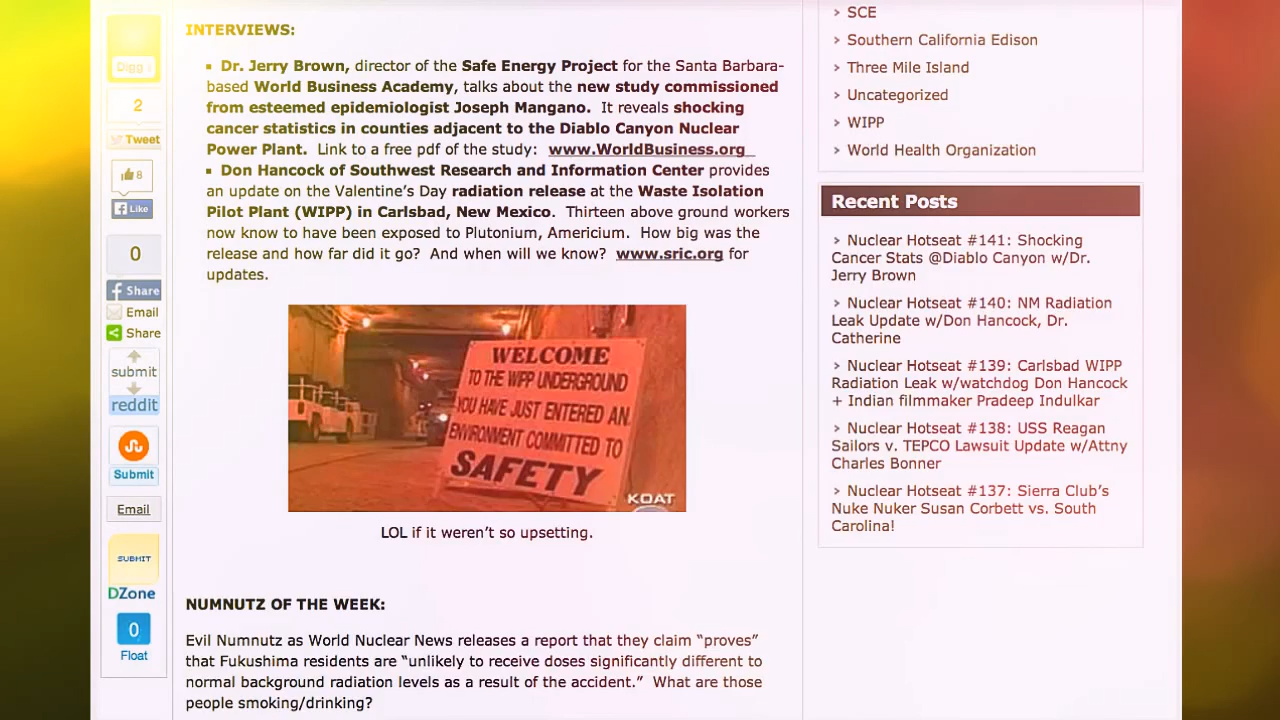 INTERVIEWS:
Dr. Jerry Brown, director of the Safe Energy Project for the Santa Barbara-
based World Business Academy, talks about the new study commissioned
from esteemed epidemiologist Joseph Mangano. It reveals shocking
cancer statistics in counties adjacent to the Diablo Canyon Nuclear
Power Plant. Link to a free pdf of the study: www.WorldBusiness.org
Don Hancock of Southwest Research and Information Center provides
an update on the Valentine's Day radiation release at the Waste Isolation
Pilot Plant (WIPP) in Carlsbad, New Mexico. Thirteen above ground workers
now know to have been exposed to Plutonium, Americium. How big was the
release and how far did it go? And when will we know? www.sric.org for
updates.
WELCOME
TO THE WIPP UNDERGROUND
YOU HAVE JUST ENTERED AN
ENVIRONMENT COMMITTED TO
SAFETY
KOAT
LOL if it weren't so upsetting.
NUMNUTZ OF THE WEEK:
Evil Numnutz as World Nuclear News releases a report that they claim “proves”
that Fukushima residents are “unlikely to receive doses significantly different to
normal background radiation levels as a result of the accident.” What are those
people smoking/drinking?
Digg
2
Tweet
8
Like
0
Share
Email
Share
submit
reddit
Submit
Email
SUBMIT
DZone
0
Float
> SCE
> Southern California Edison
> Three Mile Island
> Uncategorized
> WIPP
> World Health Organization
Recent Posts
> Nuclear Hotseat #141: Shocking
Cancer Stats @Diablo Canyon w/Dr.
Jerry Brown
> Nuclear Hotseat #140: NM Radiation
Leak Update w/Don Hancock, Dr.
Catherine
> Nuclear Hotseat #139: Carlsbad WIPP
Radiation Leak w/watchdog Don Hancock
+ Indian filmmaker Pradeep Indulkar
> Nuclear Hotseat #138: USS Reagan
Sailors v. TEPCO Lawsuit Update w/Attny
Charles Bonner
> Nuclear Hotseat #137: Sierra Club's
Nuke Nuker Susan Corbett vs. South
Carolina!